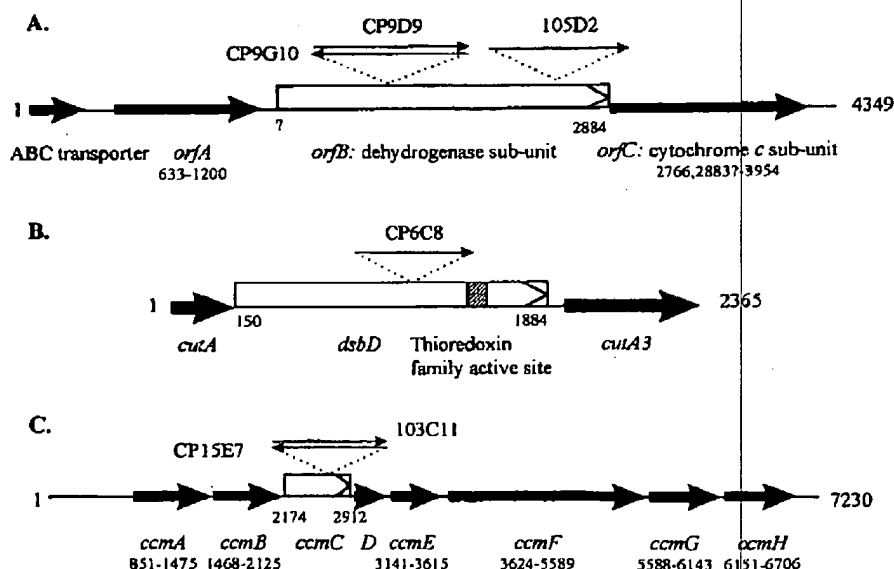 A.
CP9D9 105D2
CP9G10
1 4349
? 2884
ABC transporter orfA orfB: dehydrogenase sub-unit orfC: cytochrome c sub-unit
633-1200 2766,2883?-3954
B.
CP6C8
1 2365
150 1884
cutA dsbD Thioredoxin cutA3
family active site
C.
103C11
CP15E7
1 7230
2174 2912
ccmA ccmB ccmC D ccmE ccmF ccmG ccmH
851-1475 1468-2125 3141-3615 3624-5589 5588-6143 6151-6706